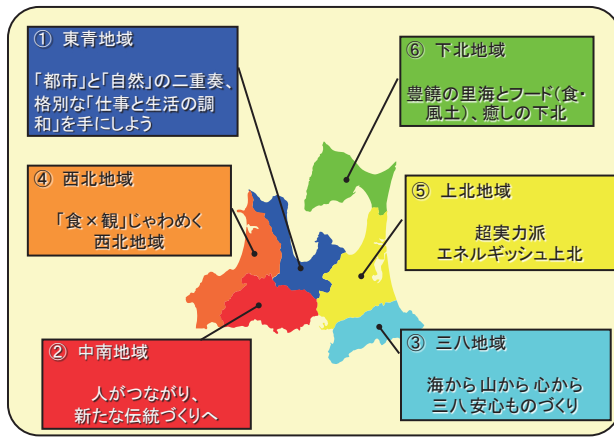 ① 東青地域
「都市」と「自然」の二重奏、
格別な「仕事と生活の調
和」を手にしよう
⑥ 下北地域
豊饒の里海とフード(食・
風土)、癒しの下北
④ 西北地域
「食×観」じゃわめく
西北地域
⑤ 上北地域
超実力派
エネルギッシュ上北
② 中南地域
人がつながり、
新たな伝統づくりへ
③ 三八地域
海から 山から 心から
三八 安心ものづくり